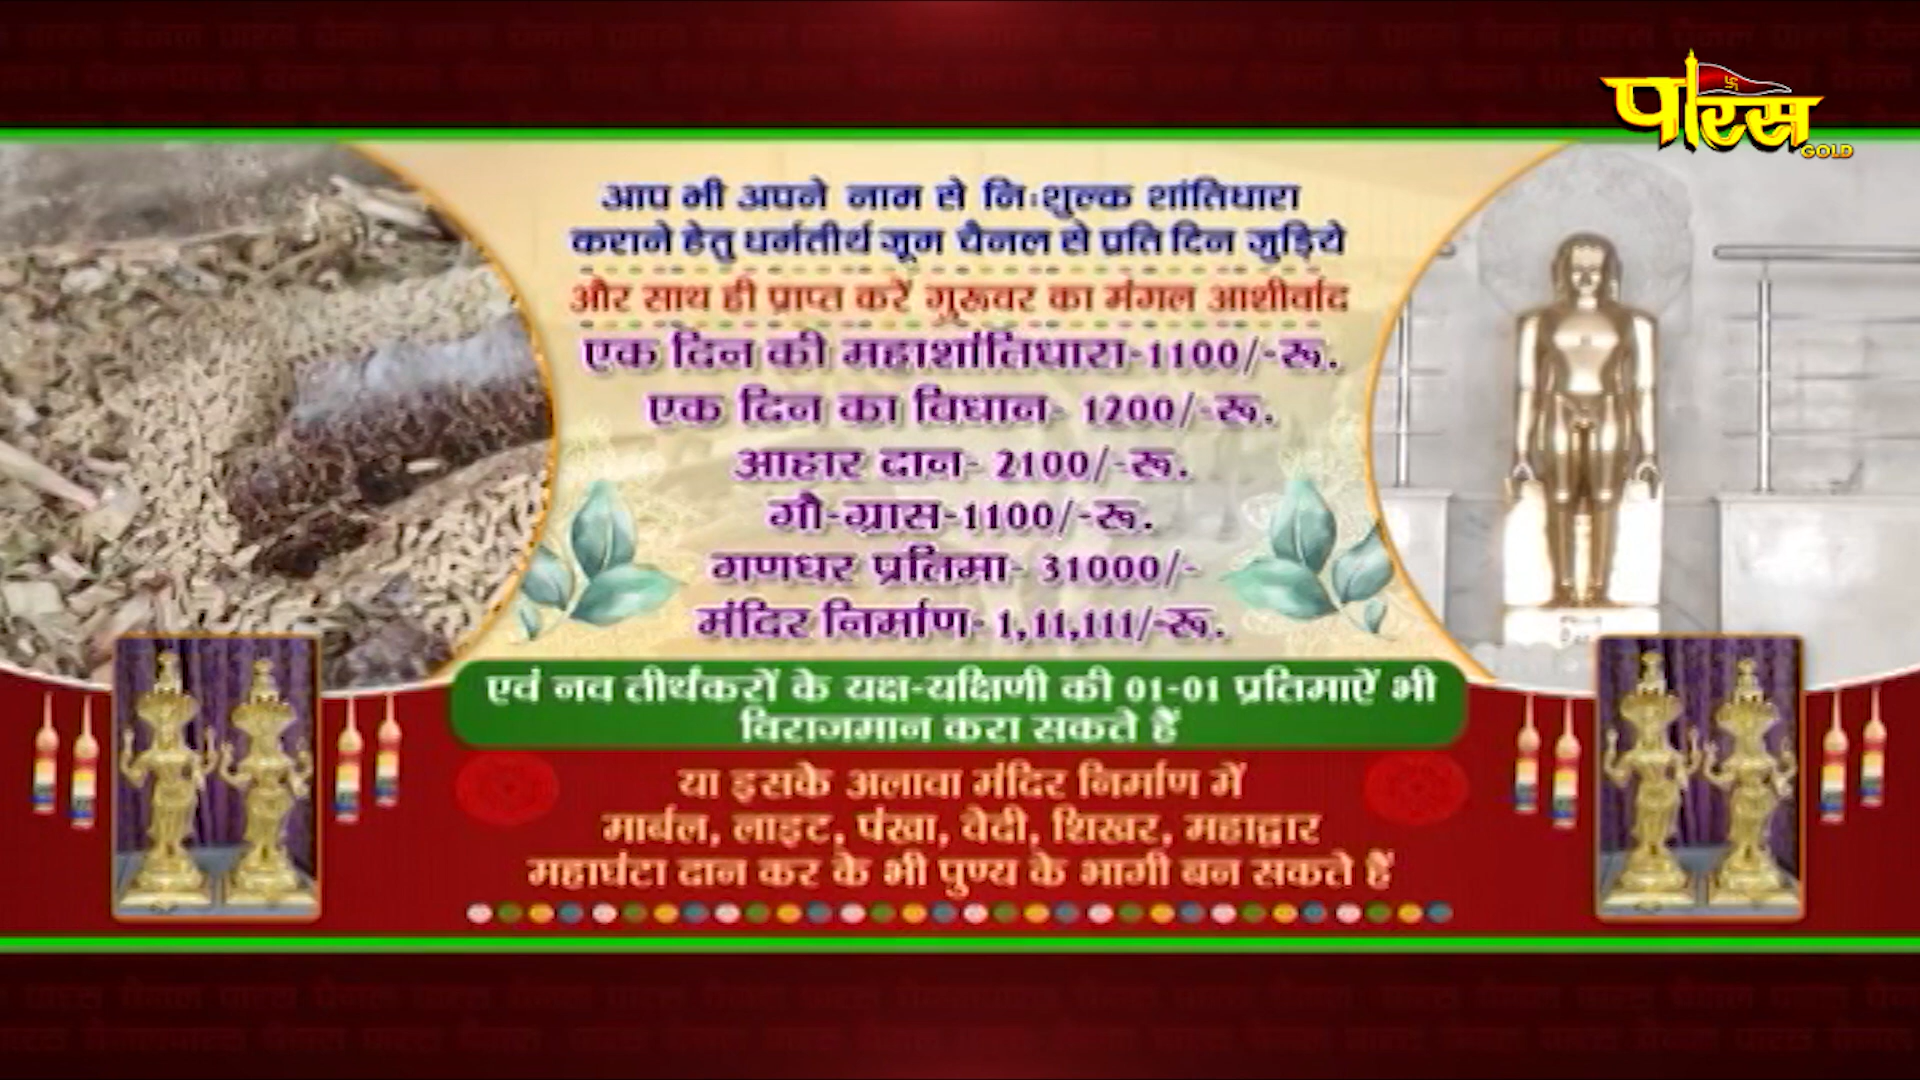 पारस
GOLD
आप भी अपने नाम से निःशुल्क शांतिधारा
कराने हेतु धर्मतीर्थ जूम चैनल से प्रति दिन जुड़िये
और साथ ही प्राप्त करें गुरूवर का मंगल आशीर्वाद
एक दिन की महाशांतिधारा-1100/-रू.
एक दिन का विधान- 1200/-रू.
आहार दान- 2100/-रू.
गौ-ग्रास-1100/-रू.
गणधर प्रतिमा- 31000/-
मंदिर निर्माण- 1,11,111/-रू.
एवं नव तीर्थंकरों के यक्ष-यक्षिणी की 01-01 प्रतिमाऐं भी
विराजमान करा सकते हैं
या इसके अलावा मंदिर निर्माण में
मार्बल, लाइट, पंखा, वेदी, शिखर, महाद्वार
महाघंटा दान कर के भी पुण्य के भागी बन सकते हैं